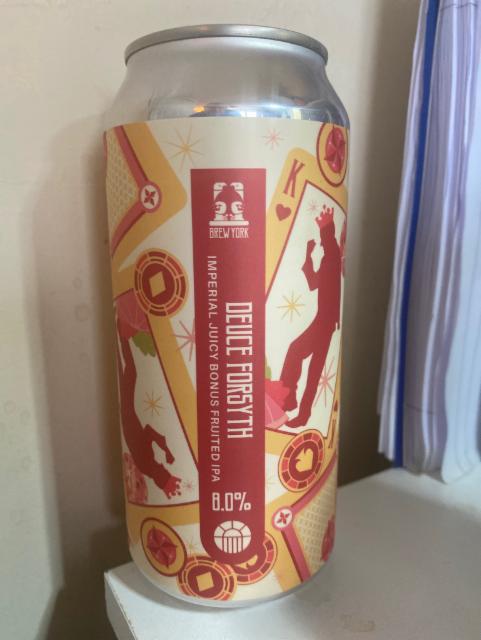 K
BREW YORK
DEUCE FORSYTH
IMPERIAL JUICY BONUS FRUITED IPA
8.0%